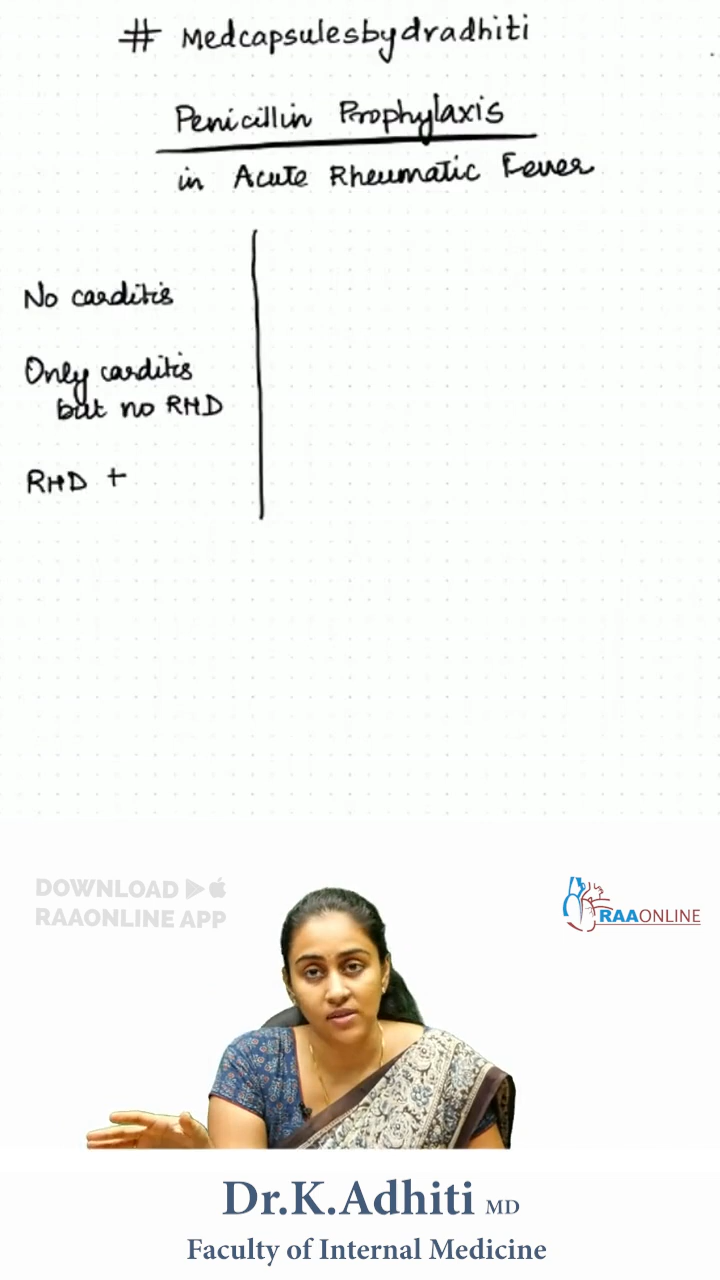 # Medcapsulesbydradhiti
Penicillin Prophylaxis
in Acute Rheumatic Fever
No carditis
Only carditis
but no RHD
RHD +
DOWNLOAD
RAAONLINE APP
RAAONLINE
Dr.K.Adhiti MD
Faculty of Internal Medicine